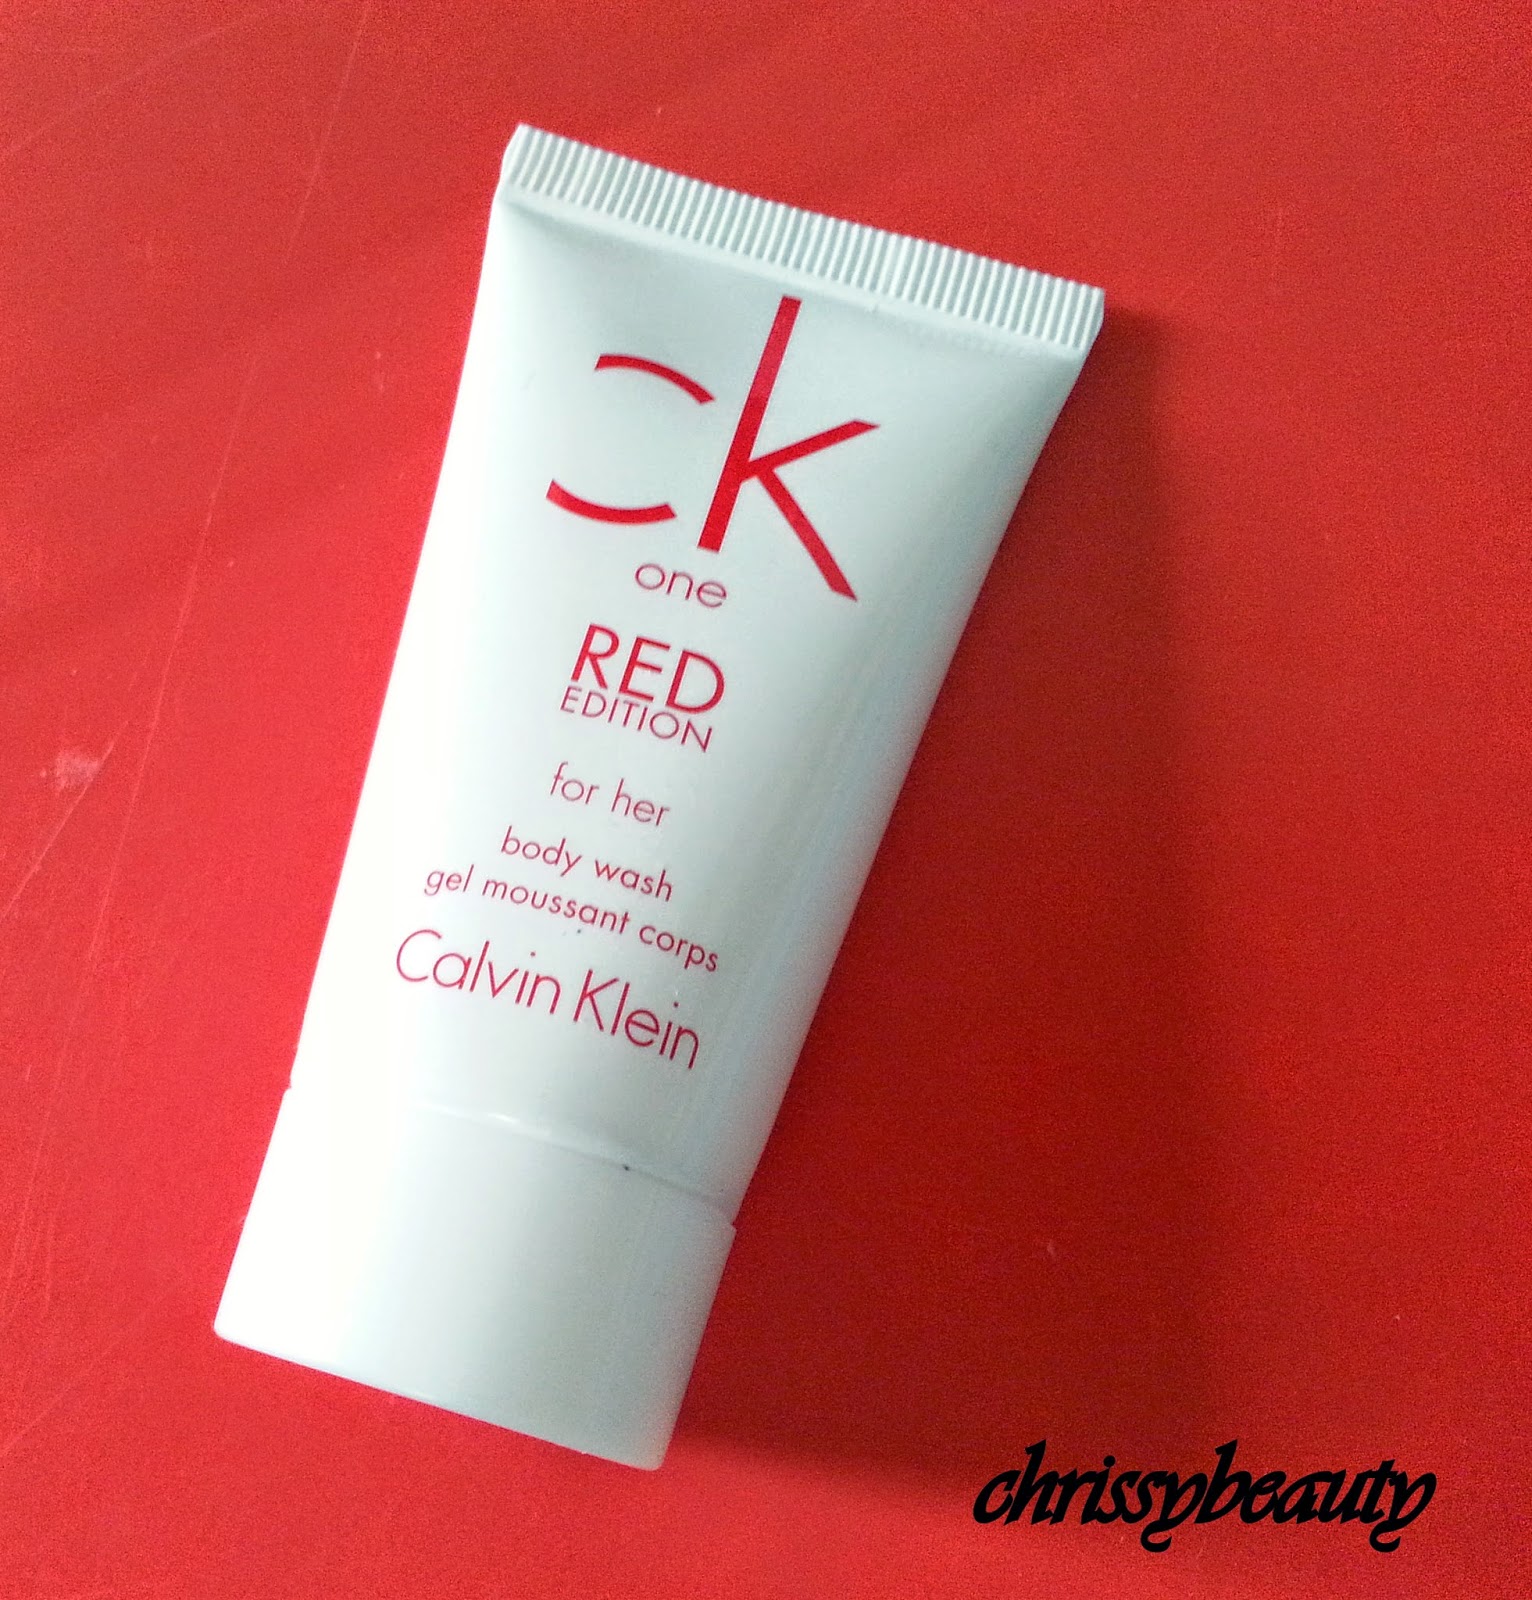 ck
one
RED
EDITION
for her
body wash
gel moussant corps
Calvin Klein
chrissybeauty